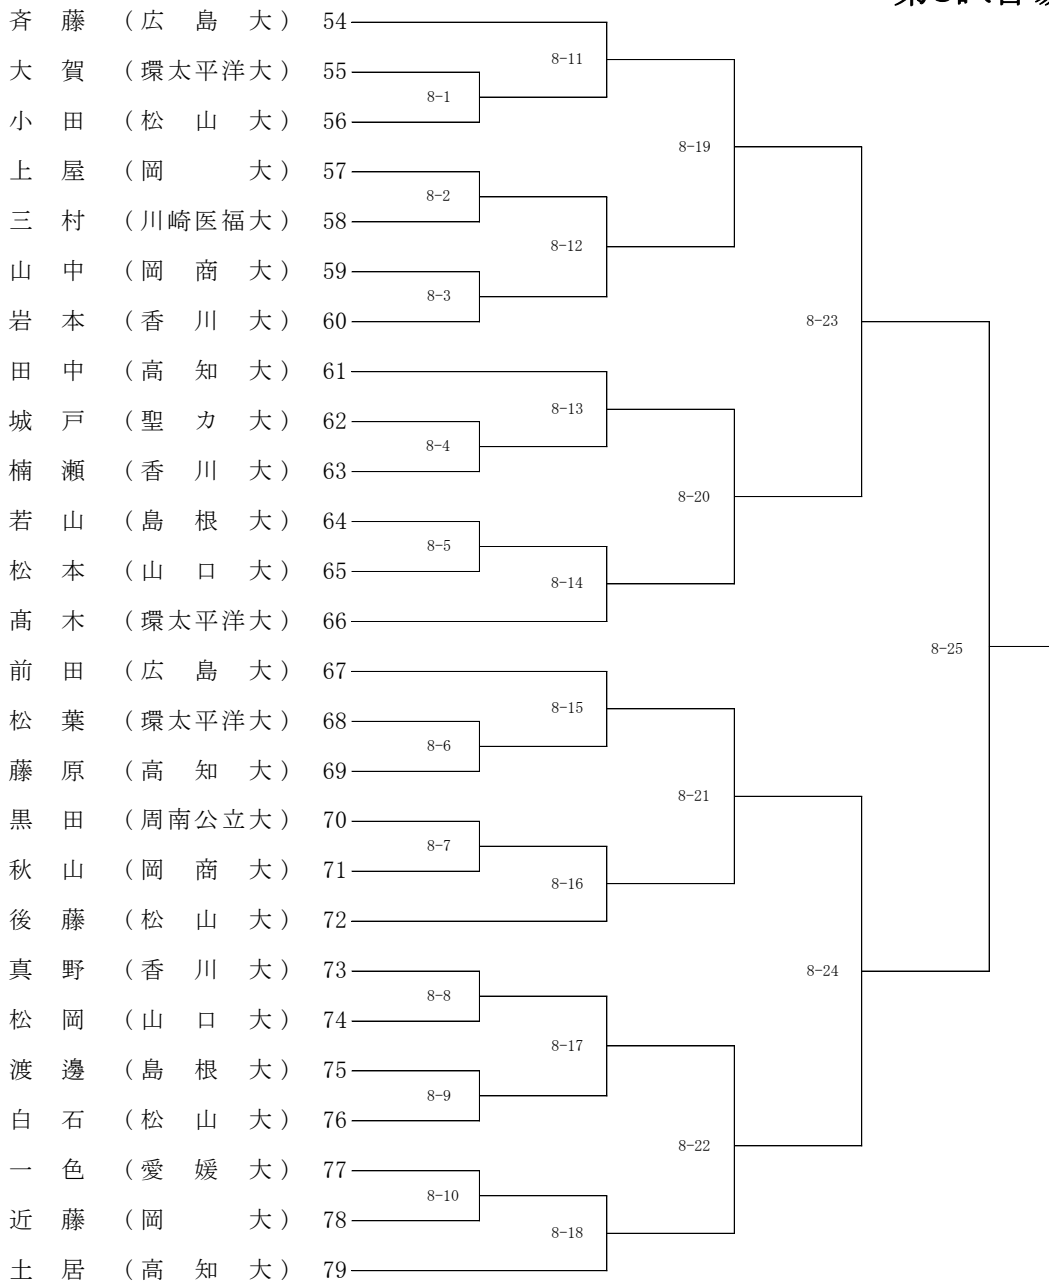 斉藤（広島大） 54
大賀（環太平洋大） 55
小田（松山大） 56
上屋（岡大） 57
三村（川崎医福大） 58
山中（岡商大） 59
岩本（香川大） 60
田中（高知大） 61
城戸（聖カ大） 62
楠瀬（香川大） 63
若山（島根大） 64
松本（山口大） 65
髙木（環太平洋大） 66
前田（広島大） 67
松葉（環太平洋大） 68
藤原（高知大） 69
黒田（周南公立大） 70
秋山（岡商大） 71
後藤（松山大） 72
真野（香川大） 73
松岡（山口大） 74
渡邊（島根大） 75
白石（松山大） 76
一色（愛媛大） 77
近藤（岡大） 78
土居（高知大） 79
8-1
8-2
8-3
8-4
8-5
8-6
8-7
8-8
8-9
8-10
8-11
8-12
8-13
8-14
8-15
8-16
8-17
8-18
8-19
8-20
8-21
8-22
8-23
8-24
8-25